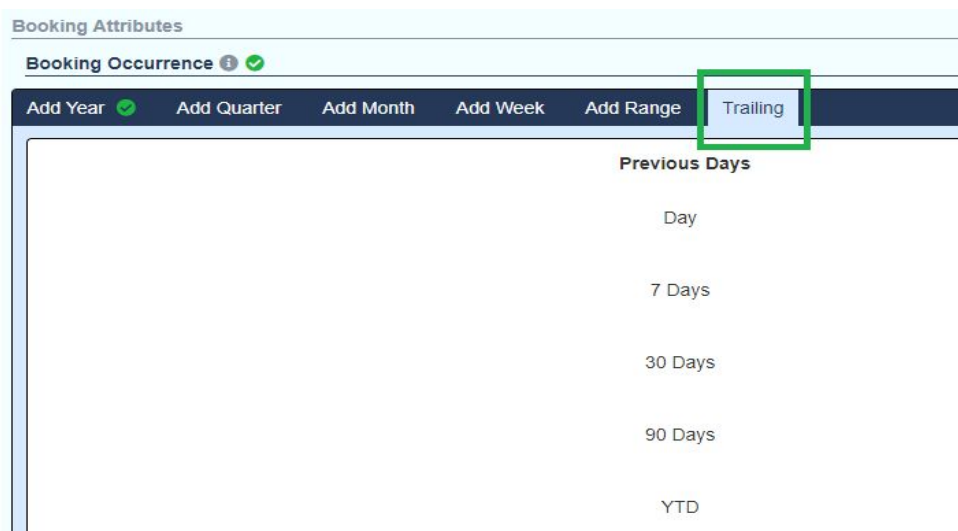 Booking Attributes
Booking Occurrence
Add Year Add Quarter Add Month Add Week Add Range Trailing
Previous Days
Day
7 Days
30 Days
90 Days
YTD